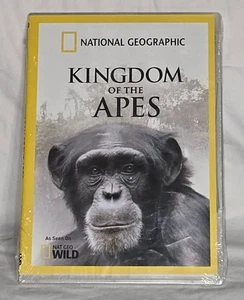 NATIONAL GEOGRAPHIC
KINGDOM
OF THE
APES
As Seen On
NAT GEO
WILD